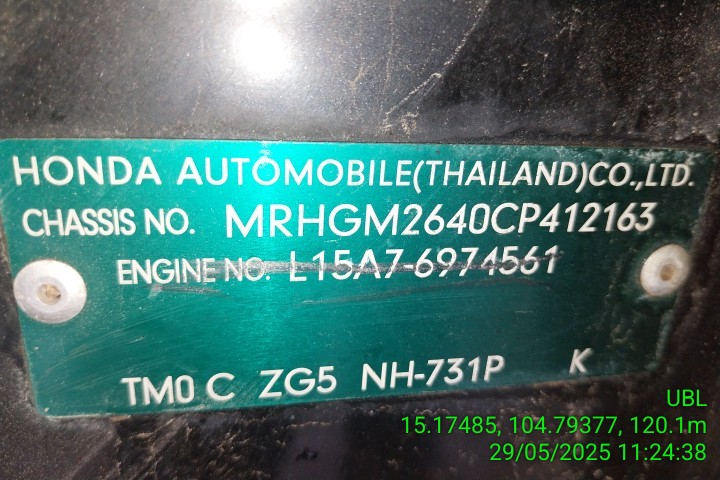 HONDA AUTOMOBILE(THAILAND)CO.,LTD.
CHASSIS NO. MRHGM2640CP412163
ENGINE NO. L15A7-6974561
TM0 C ZG5 NH-731P K
UBL
15.17485, 104.79377, 120.1m
29/05/2025 11:24:38